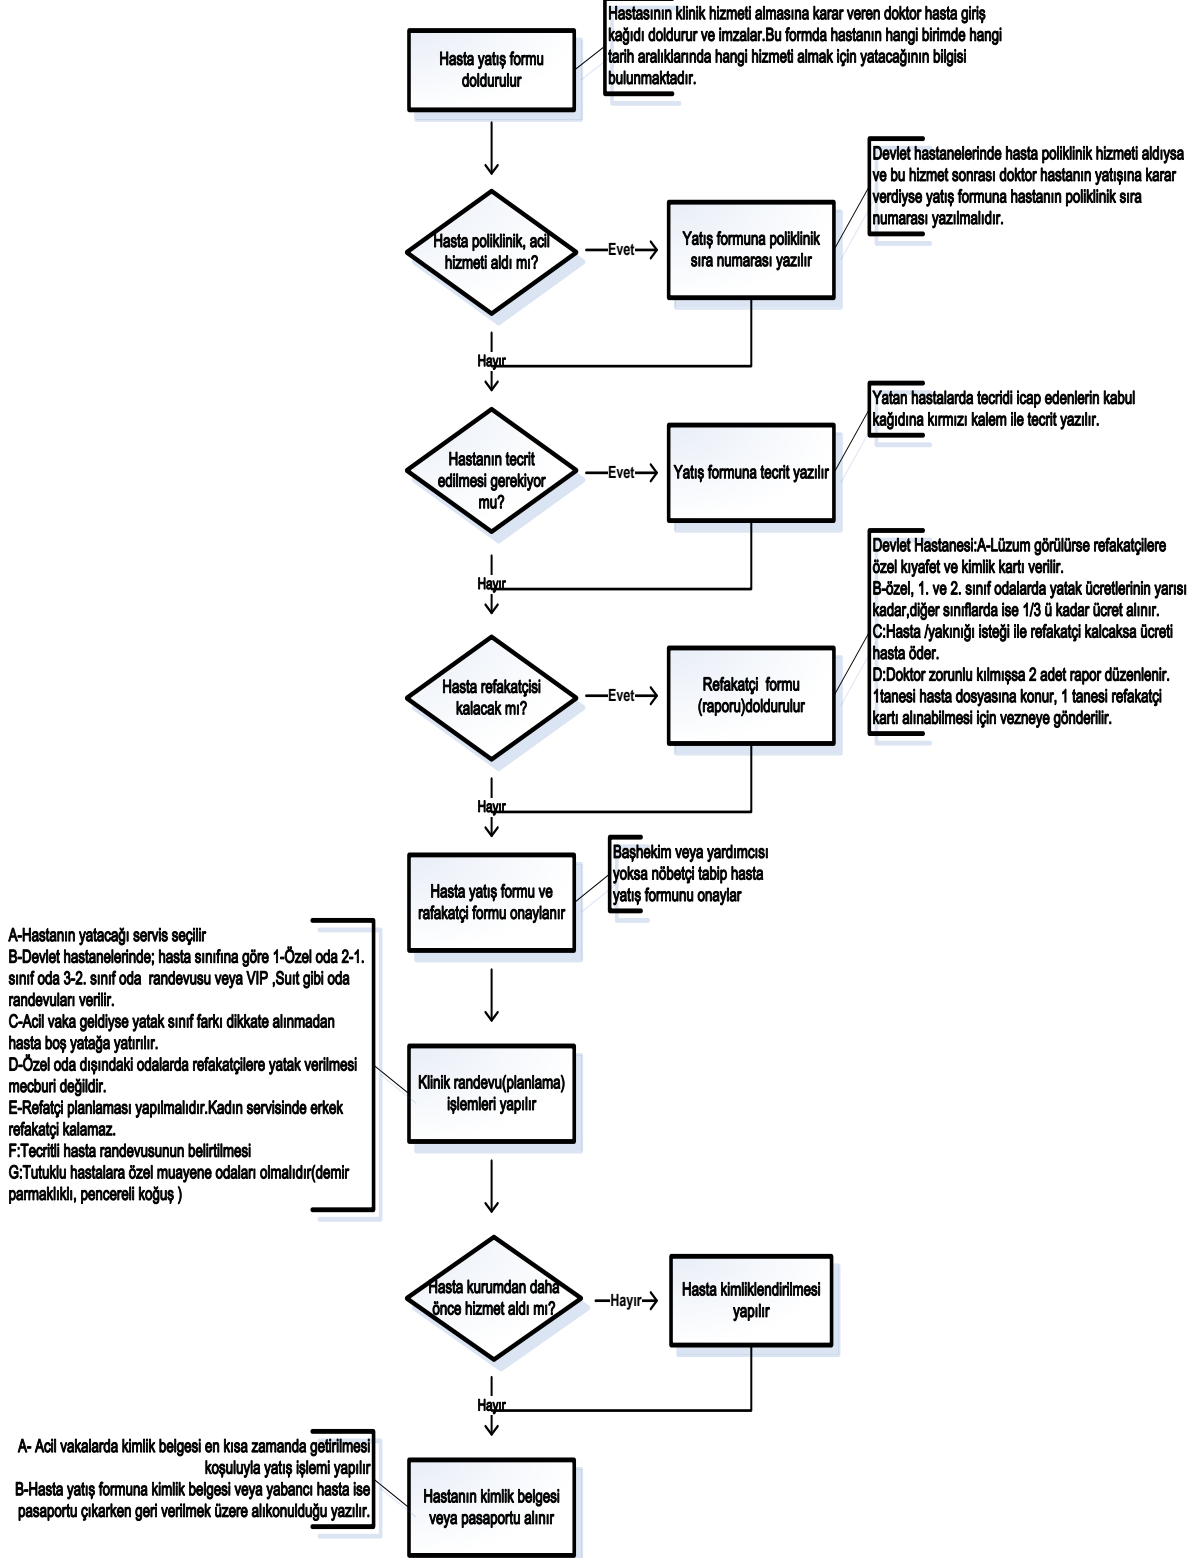 Hastasının klinik hizmeti almasına karar veren doktor hasta giriş
kağıdı doldurur ve imzalar.Bu formda hastanın hangi birimde hangi
tarih aralıklarında hangi hizmeti almak için yatacağının bilgisi
bulunmaktadır.
Hasta yatış formu
doldurulur
Devlet hastanelerinde hasta poliklinik hizmeti aldıysa
ve bu hizmet sonrası doktor hastanın yatışına karar
verdiyse yatış formuna hastanın poliklinik sıra
numarası yazılmalıdır.
Hasta poliklinik, acil
hizmeti aldı mı?
Evet
Yatış formuna poliklinik
sıra numarası yazılır
Hayır
Yatan hastalarda tecridi icap edenlerin kabul
kağıdına kırmızı kalem ile tecrit yazılır.
Hastanın tecrit
edilmesi gerekiyor
mu?
Evet
Yatış formuna tecrit yazılır
Hayır
Devlet Hastanesi:A-Lüzum görülürse refakatçilere
özel kıyafet ve kimlik kartı verilir.
B-özel, 1. ve 2. sınıf odalarda yatak ücretlerinin yarısı
kadar,diğer sınıflarda ise 1/3 ü kadar ücret alınır.
C:Hasta /yakınığı isteği ile refakatçi kalcaksa ücreti
hasta öder.
D:Doktor zorunlu kılmışsa 2 adet rapor düzenlenir.
1tanesi hasta dosyasına konur, 1 tanesi refakatçi
kartı alınabilmesi için vezneye gönderilir.
Hasta refakatçisi
kalacak mı?
Evet
Refakatçi formu
(raporu)doldurulur
Hayır
Başhekim veya yardımcısı
yoksa nöbetçi tabip hasta
yatış formunu onaylar
Hasta yatış formu ve
rafakatçi formu onaylanır
A-Hastanın yatacağı servis seçilir
B-Devlet hastanelerinde; hasta sınıfına göre 1-Özel oda 2-1.
sınıf oda 3-2. sınıf oda randevusu veya VIP ,Suıt gibi oda
randevuları verilir.
C-Acil vaka geldiyse yatak sınıf farkı dikkate alınmadan
hasta boş yatağa yatırılır.
D-Özel oda dışındaki odalarda refakatçilere yatak verilmesi
mecburi değildir.
E-Refatçi planlaması yapılmalıdır.Kadın servisinde erkek
refakatçi kalamaz.
F:Tecritli hasta randevusunun belirtilmesi
G:Tutuklu hastalara özel muayene odaları olmalıdır(demir
parmaklıklı, pencereli koğuş )
Klinik randevu(planlama)
işlemleri yapılır
Hasta kurumdan daha
önce hizmet aldı mı?
Hayır
Hasta kimliklendirilmesi
yapılır
Hayır
A- Acil vakalarda kimlik belgesi en kısa zamanda getirilmesi
koşuluyla yatış işlemi yapılır
B-Hasta yatış formuna kimlik belgesi veya yabancı hasta ise
pasaportu çıkarken geri verilmek üzere alıkonulduğu yazılır.
Hastanın kimlik belgesi
veya pasaportu alınır